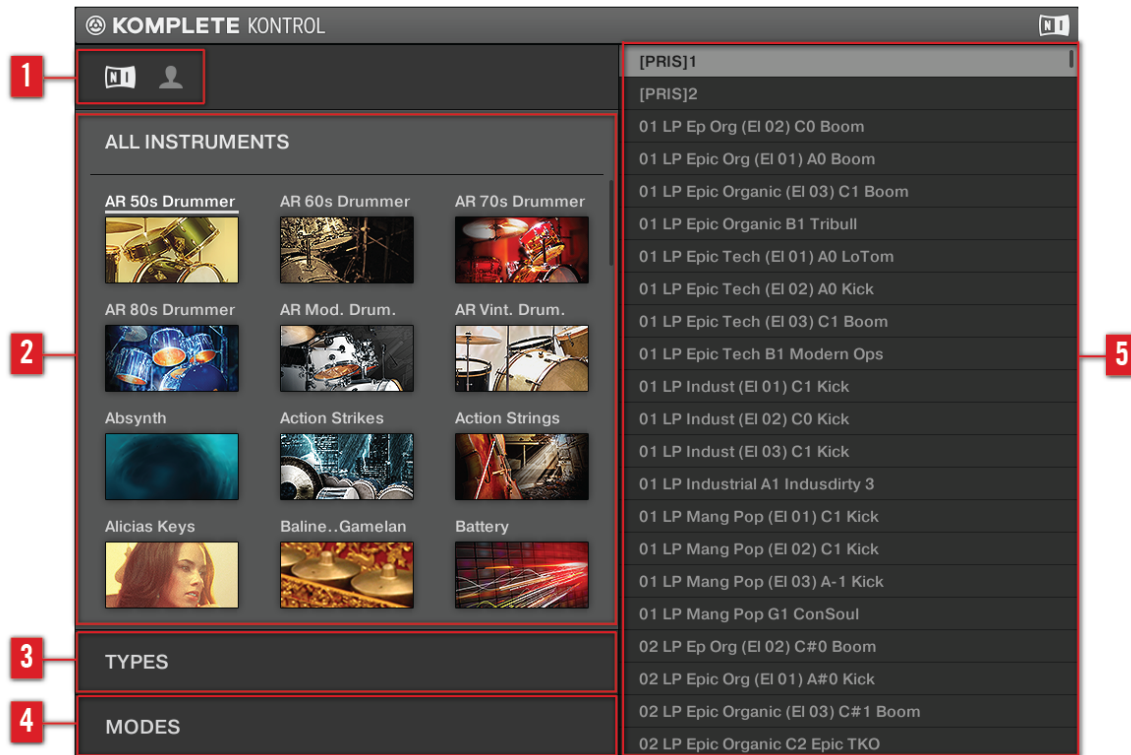 KOMPLETE KONTROL
NI
1
NI
2
ALL INSTRUMENTS
AR 50s Drummer
AR 60s Drummer
AR 70s Drummer
AR 80s Drummer
AR Mod. Drum.
AR Vint. Drum.
Absynth
Action Strikes
Action Strings
Alicias Keys
Baline..Gamelan
Battery
3
TYPES
4
MODES
[PRIS]1
[PRIS]2
01 LP Ep Org (El 02) C0 Boom
01 LP Epic Org (El 01) A0 Boom
01 LP Epic Organic (El 03) C1 Boom
01 LP Epic Organic B1 Tribull
01 LP Epic Tech (El 01) A0 LoTom
01 LP Epic Tech (El 02) A0 Kick
01 LP Epic Tech (El 03) C1 Boom
01 LP Epic Tech B1 Modern Ops
01 LP Indust (El 01) C1 Kick
01 LP Indust (El 02) C0 Kick
01 LP Indust (El 03) C1 Kick
01 LP Industrial A1 Indusdirty 3
01 LP Mang Pop (El 01) C1 Kick
01 LP Mang Pop (El 02) C1 Kick
01 LP Mang Pop (El 03) A-1 Kick
01 LP Mang Pop G1 ConSoul
02 LP Ep Org (El 02) C#0 Boom
02 LP Epic Org (El 01) A#0 Kick
02 LP Epic Organic (El 03) C#1 Boom
02 LP Epic Organic C2 Epic TKO
5